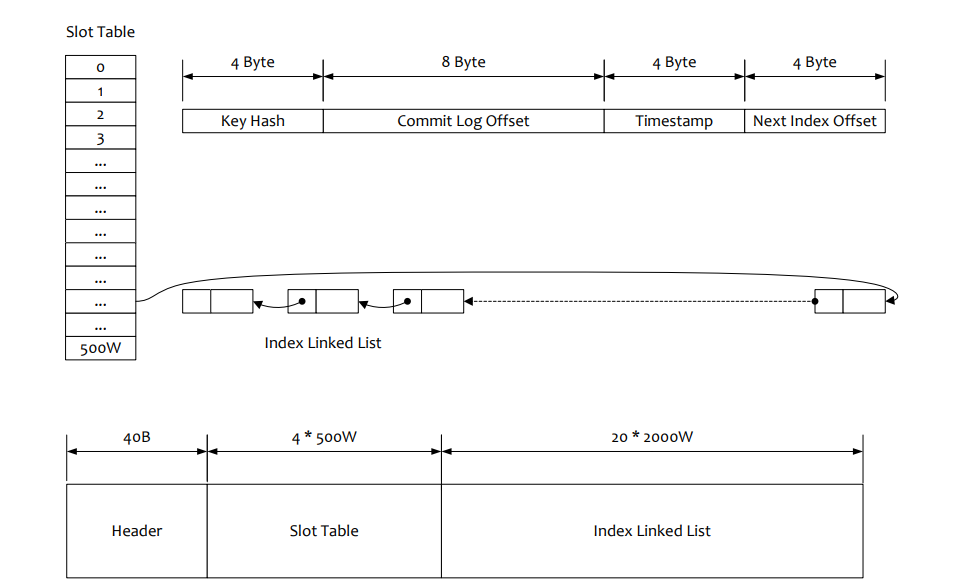 Slot Table
0
1
2
3
...
...
...
...
...
...
...
...
500W
4 Byte
8 Byte
4 Byte
4 Byte
Key Hash
Commit Log Offset
Timestamp
Next Index Offset
Index Linked List
40B
4 * 500W
20 * 2000W
Header
Slot Table
Index Linked List